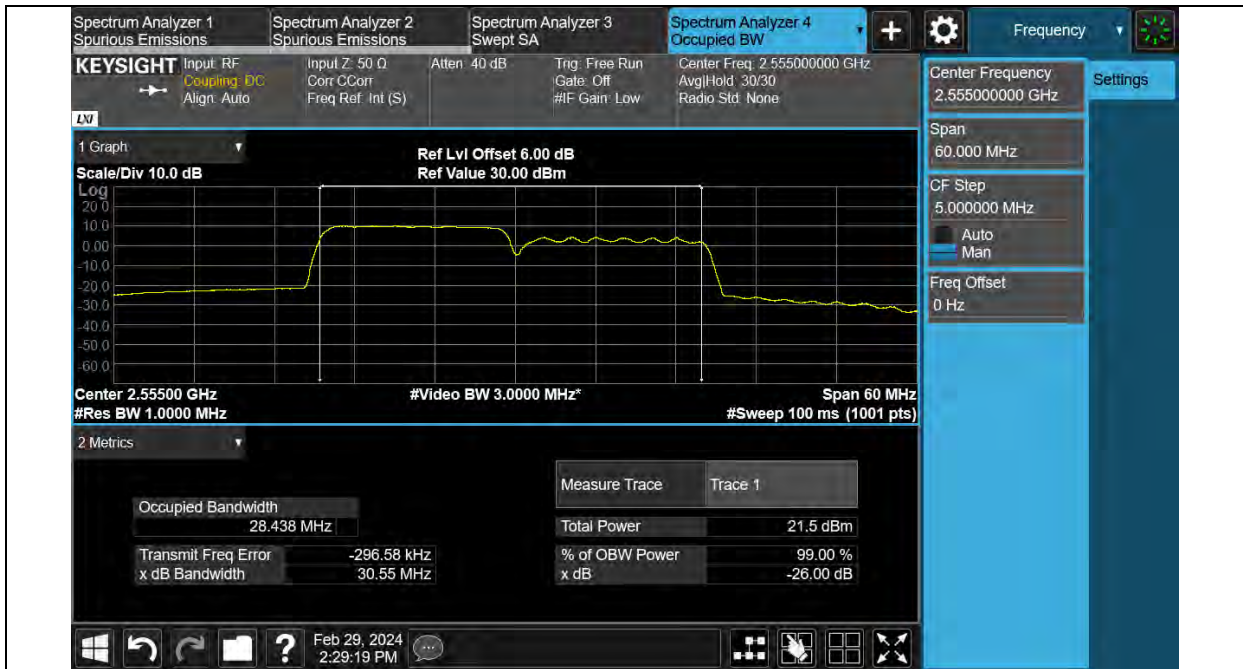 Spectrum Analyzer 1
Spurious Emissions
Spectrum Analyzer 2
Spurious Emissions
Spectrum Analyzer 3
Swept SA
Spectrum Analyzer 4
Occupied BW
Frequency
KEYSIGHT
LXI
Input: RF
Coupling: DC
Align: Auto
Input Z: 50 Ω
Corr CCorr
Freq Ref: Int (S)
Atten: 40 dB
Trig: Free Run
Gate: Off
#IF Gain: Low
Center Freq: 2.555000000 GHz
Avg|Hold: 30/30
Radio Std: None
Center Frequency
2.555000000 GHz
Settings
Span
60.000 MHz
CF Step
5.000000 MHz
Auto
Man
Freq Offset
0 Hz
1 Graph
Scale/Div 10.0 dB
Ref Lvl Offset 6.00 dB
Ref Value 30.00 dBm
Log
20.0
10.0
0.00
-10.0
-20.0
-30.0
-40.0
-50.0
-60.0
Center 2.55500 GHz
#Video BW 3.0000 MHz*
Span 60 MHz
#Res BW 1.0000 MHz
#Sweep 100 ms (1001 pts)
2 Metrics
Measure Trace Trace 1
Occupied Bandwidth
28.438 MHz
Total Power 21.5 dBm
Transmit Freq Error -296.58 kHz
% of OBW Power 99.00 %
x dB Bandwidth 30.55 MHz
x dB -26.00 dB
?
Feb 29, 2024
2:29:19 PM